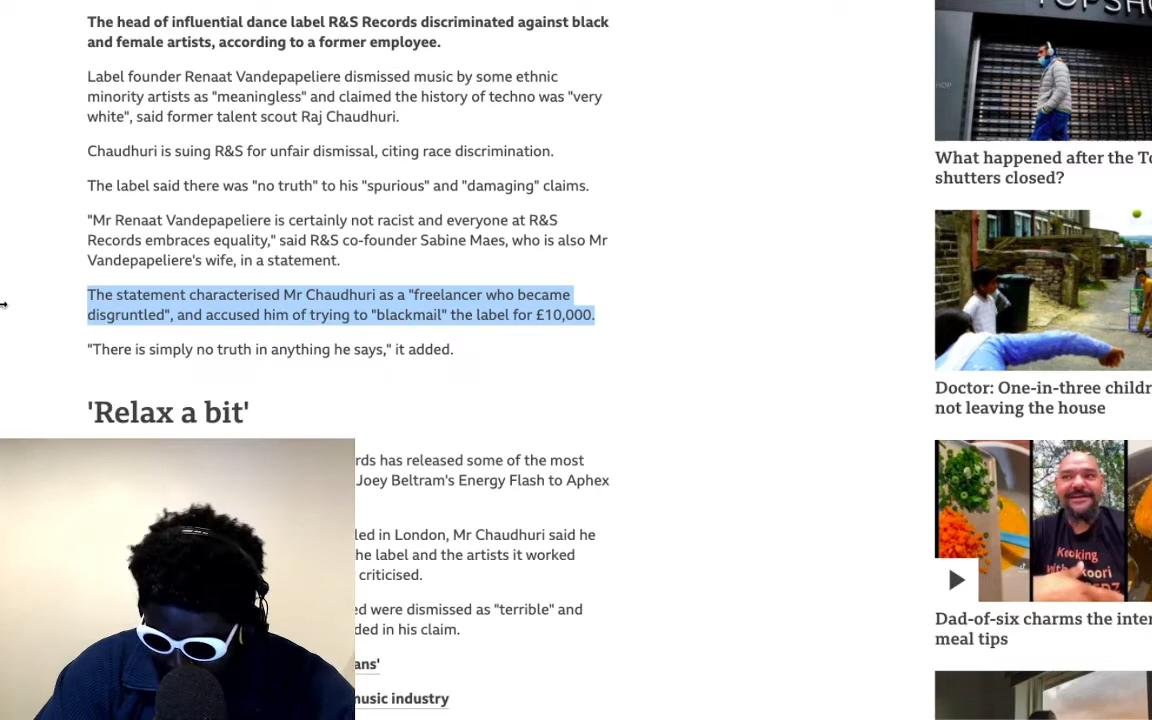 The head of influential dance label R&S Records discriminated against black
and female artists, according to a former employee.
Label founder Renaat Vandepapeliere dismissed music by some ethnic
minority artists as "meaningless" and claimed the history of techno was "very
white", said former talent scout Raj Chaudhuri.
Chaudhuri is suing R&S for unfair dismissal, citing race discrimination.
The label said there was "no truth" to his "spurious" and "damaging" claims.
"Mr Renaat Vandepapeliere is certainly not racist and everyone at R&S
Records embraces equality," said R&S co-founder Sabine Maes, who is also Mr
Vandepapeliere's wife, in a statement.
The statement characterised Mr Chaudhuri as a "freelancer who became
disgruntled", and accused him of trying to "blackmail" the label for £10,000.
"There is simply no truth in anything he says," it added.
'Relax a bit'
rds has released some of the most
Joey Beltram's Energy Flash to Aphex
led in London, Mr Chaudhuri said he
he label and the artists it worked
criticised.
ed were dismissed as "terrible" and
ded in his claim.
ans'
music industry
TOPSHO
HOP
What happened after the To
shutters closed?
Doctor: One-in-three childr
not leaving the house
Kooking
With
oori
Dad-of-six charms the inter
meal tips